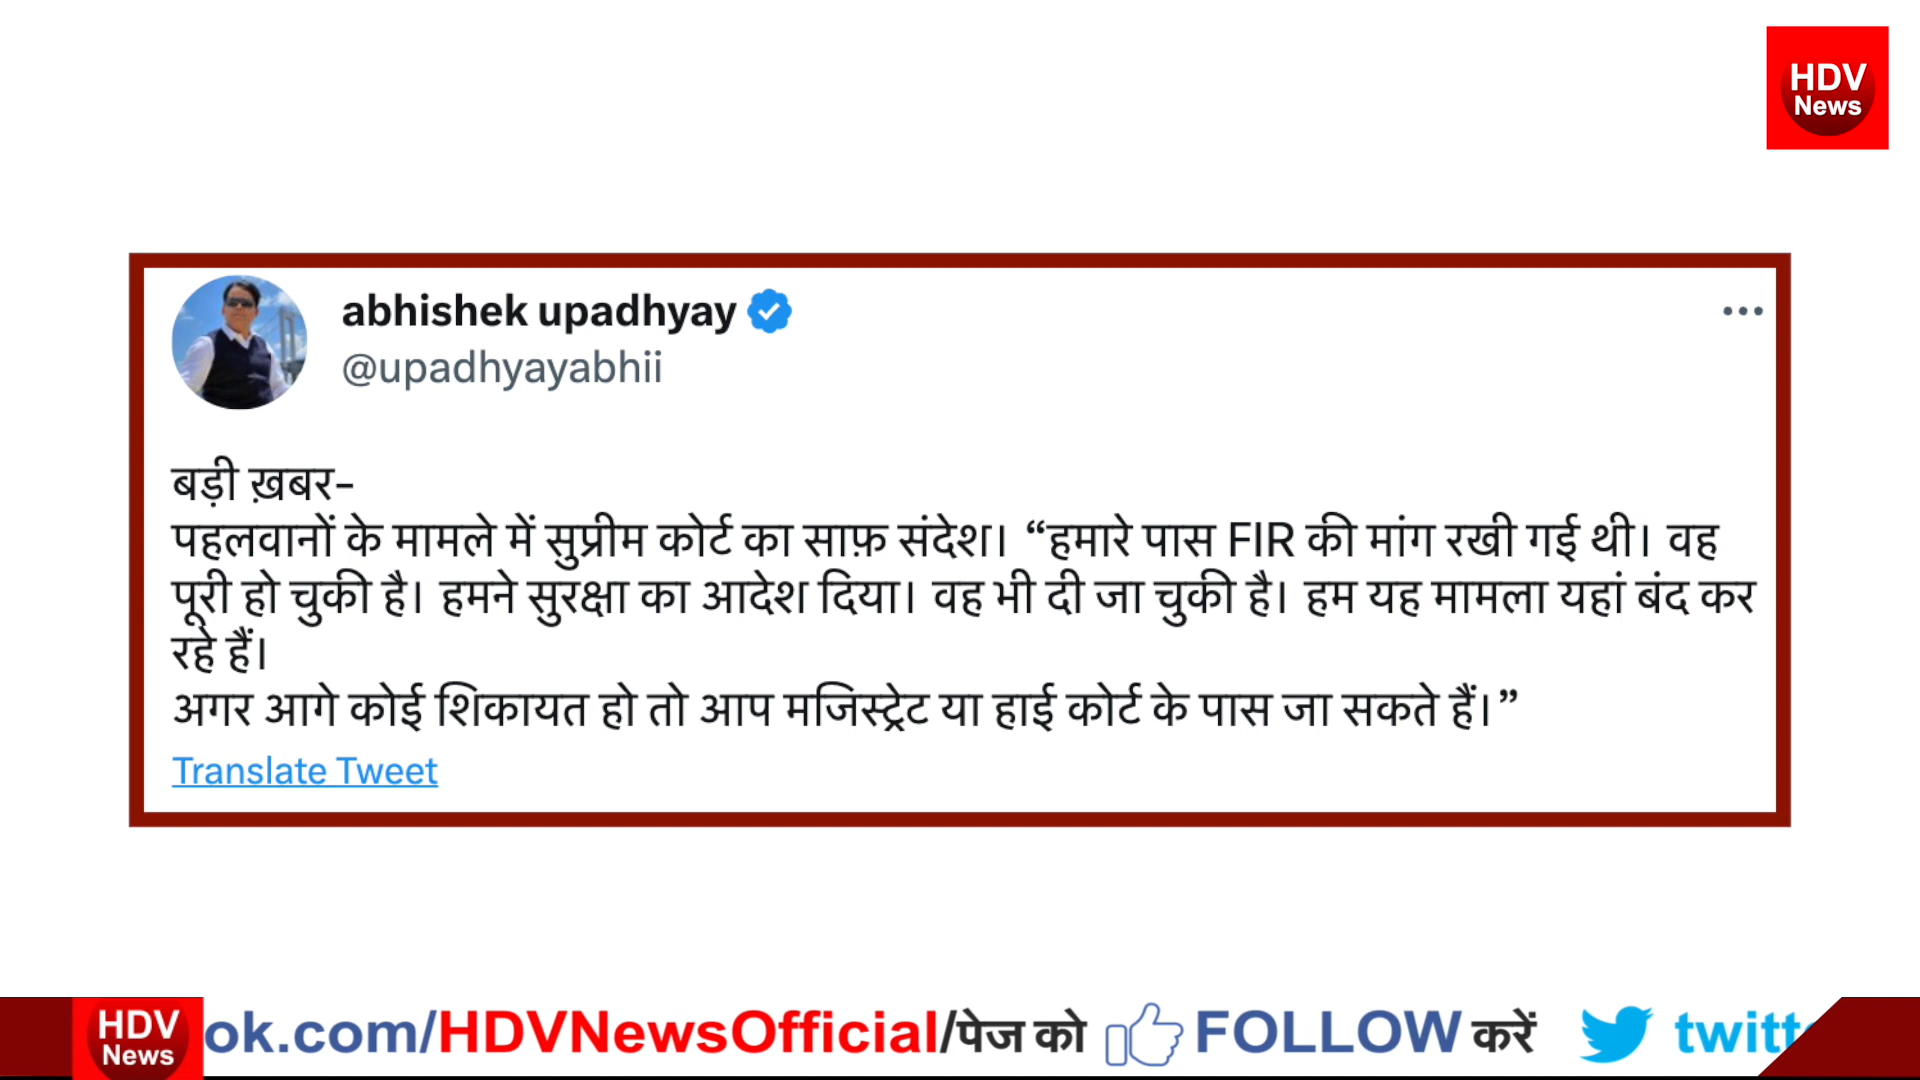 HDV
News
abhishek upadhyay
@upadhyayabhii
बड़ी ख़बर-
पहलवानों के मामले में सुप्रीम कोर्ट का साफ़ संदेश। “हमारे पास FIR की मांग रखी गई थी। वह
पूरी हो चुकी है। हमने सुरक्षा का आदेश दिया। वह भी दी जा चुकी है। हम यह मामला यहां बंद कर
रहे हैं।
अगर आगे कोई शिकायत हो तो आप मजिस्ट्रेट या हाई कोर्ट के पास जा सकते हैं।”
Translate Tweet
HDV
News
ok.com/HDVNewsOfficial/पेज को FOLLOW करें twitt